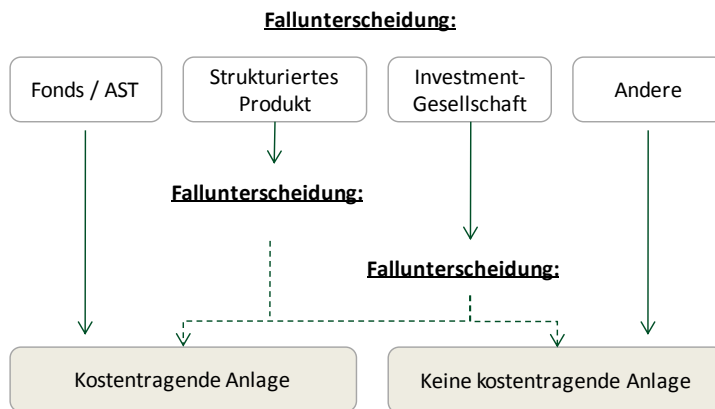 Fallunterscheidung:
Fonds / AST
Strukturiertes
Produkt
Investment-
Gesellschaft
Andere
Fallunterscheidung:
Fallunterscheidung:
Kostentragende Anlage
Keine kostentragende Anlage